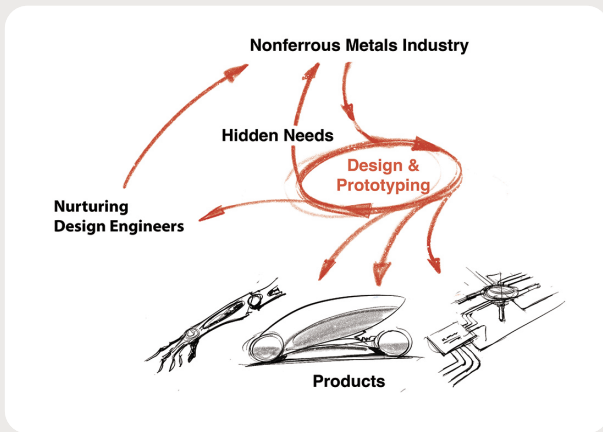 Nonferrous Metals Industry
Hidden Needs
Design &
Prototyping
Nurturing
Design Engineers
Products